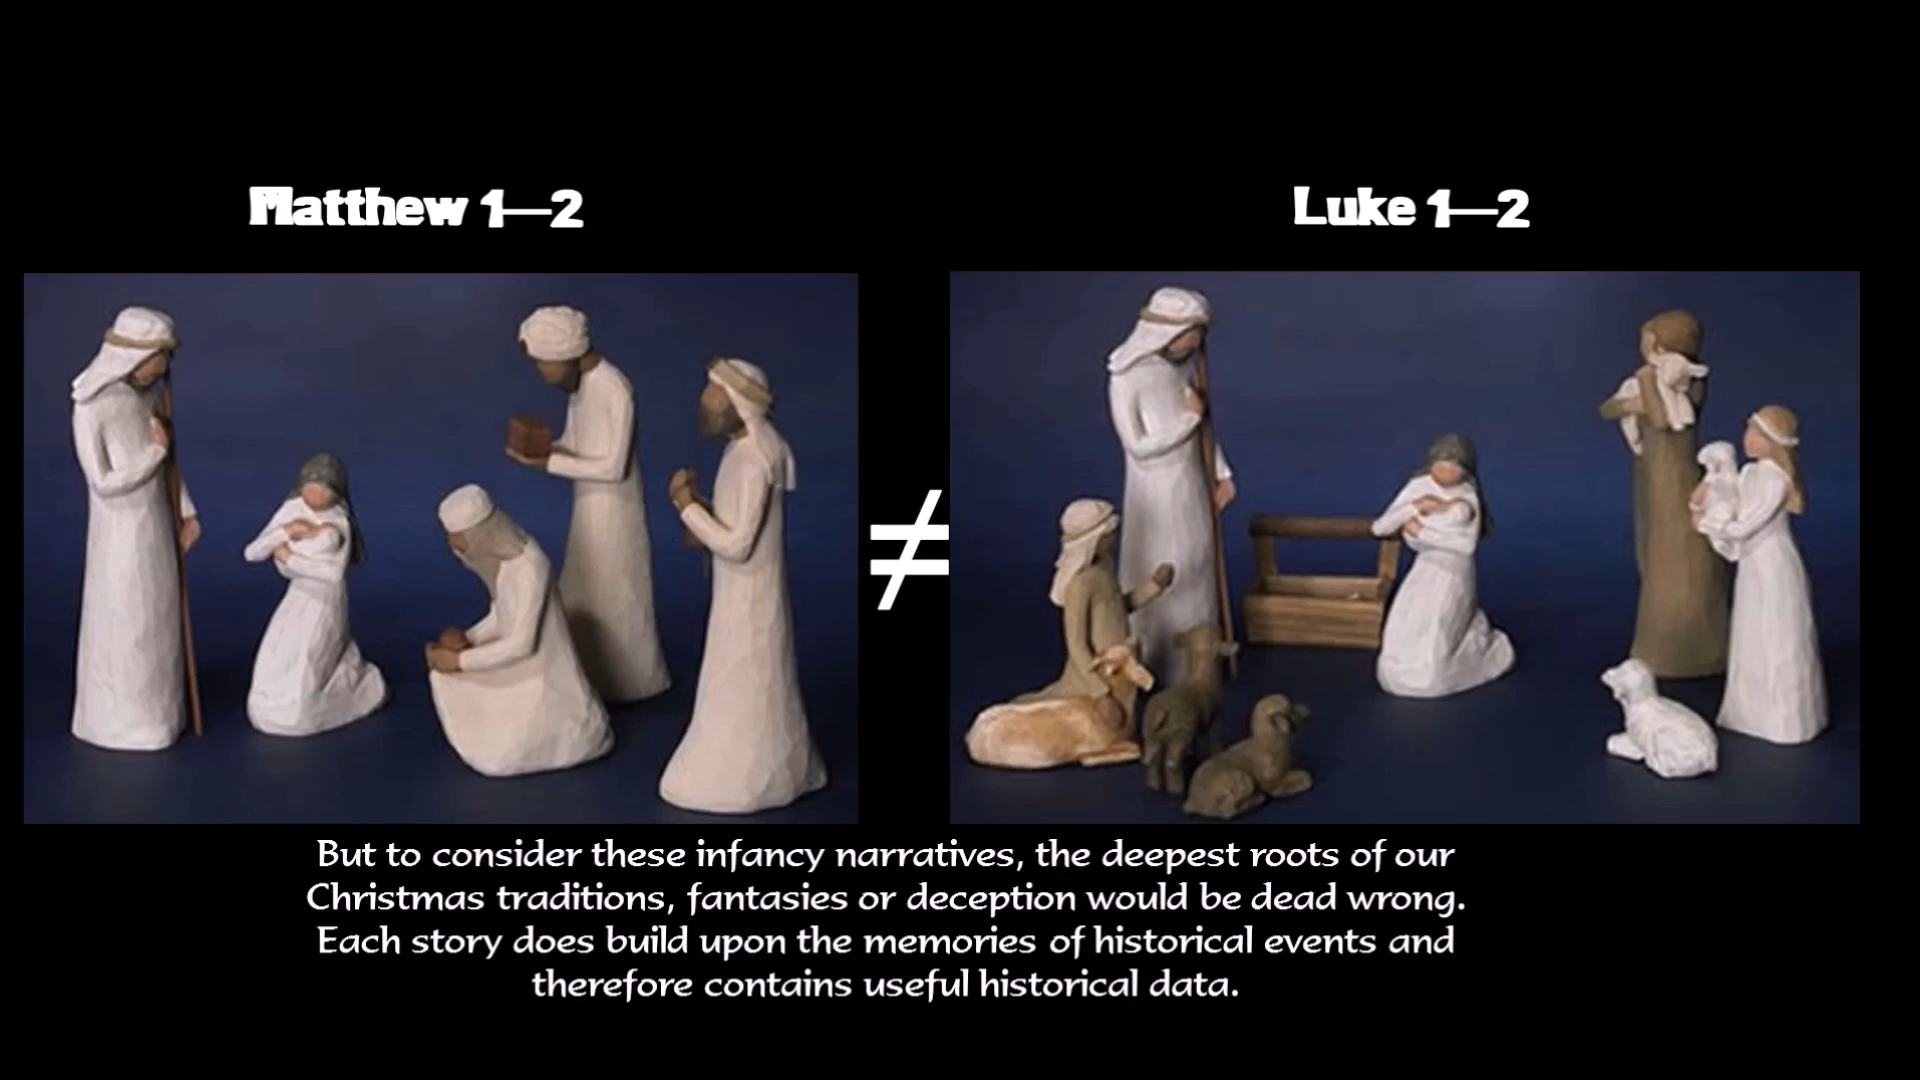 Matthew 1—2
Luke 1—2
≠
But to consider these infancy narratives, the deepest roots of our
Christmas traditions, fantasies or deception would be dead wrong.
Each story does build upon the memories of historical events and
therefore contains useful historical data.